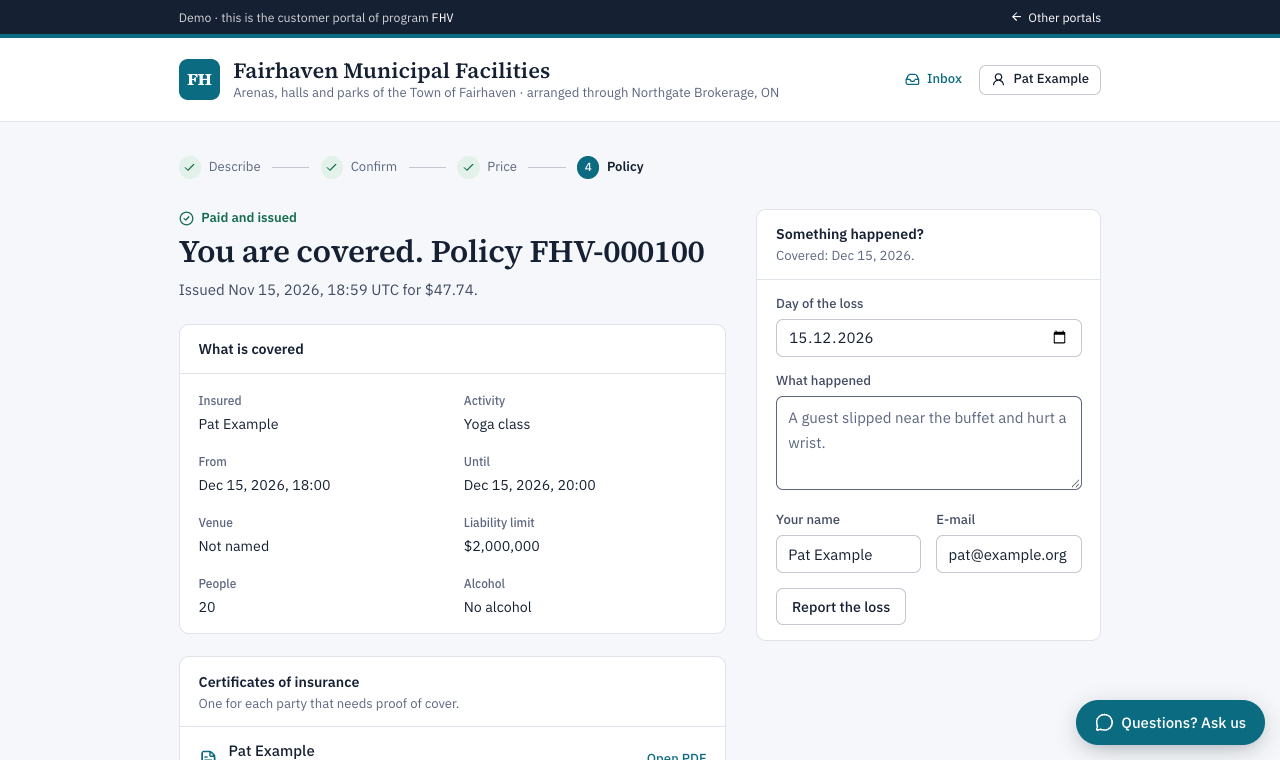 Demo · this is the customer portal of program FHV
Other portals
FH
Fairhaven Municipal Facilities
Arenas, halls and parks of the Town of Fairhaven · arranged through Northgate Brokerage, ON
Inbox
Pat Example
Describe
Confirm
Price
4
Policy
Paid and issued
You are covered. Policy FHV-000100
Issued Nov 15, 2026, 18:59 UTC for $47.74.
What is covered
Insured
Activity
Pat Example
Yoga class
From
Until
Dec 15, 2026, 18:00
Dec 15, 2026, 20:00
Venue
Liability limit
Not named
$2,000,000
People
Alcohol
20
No alcohol
Certificates of insurance
One for each party that needs proof of cover.
Pat Example
Open PDF
Something happened?
Covered: Dec 15, 2026.
Day of the loss
15.12.2026
What happened
A guest slipped near the buffet and hurt a
wrist.
Your name
E-mail
Pat Example
pat@example.org
Report the loss
Questions? Ask us